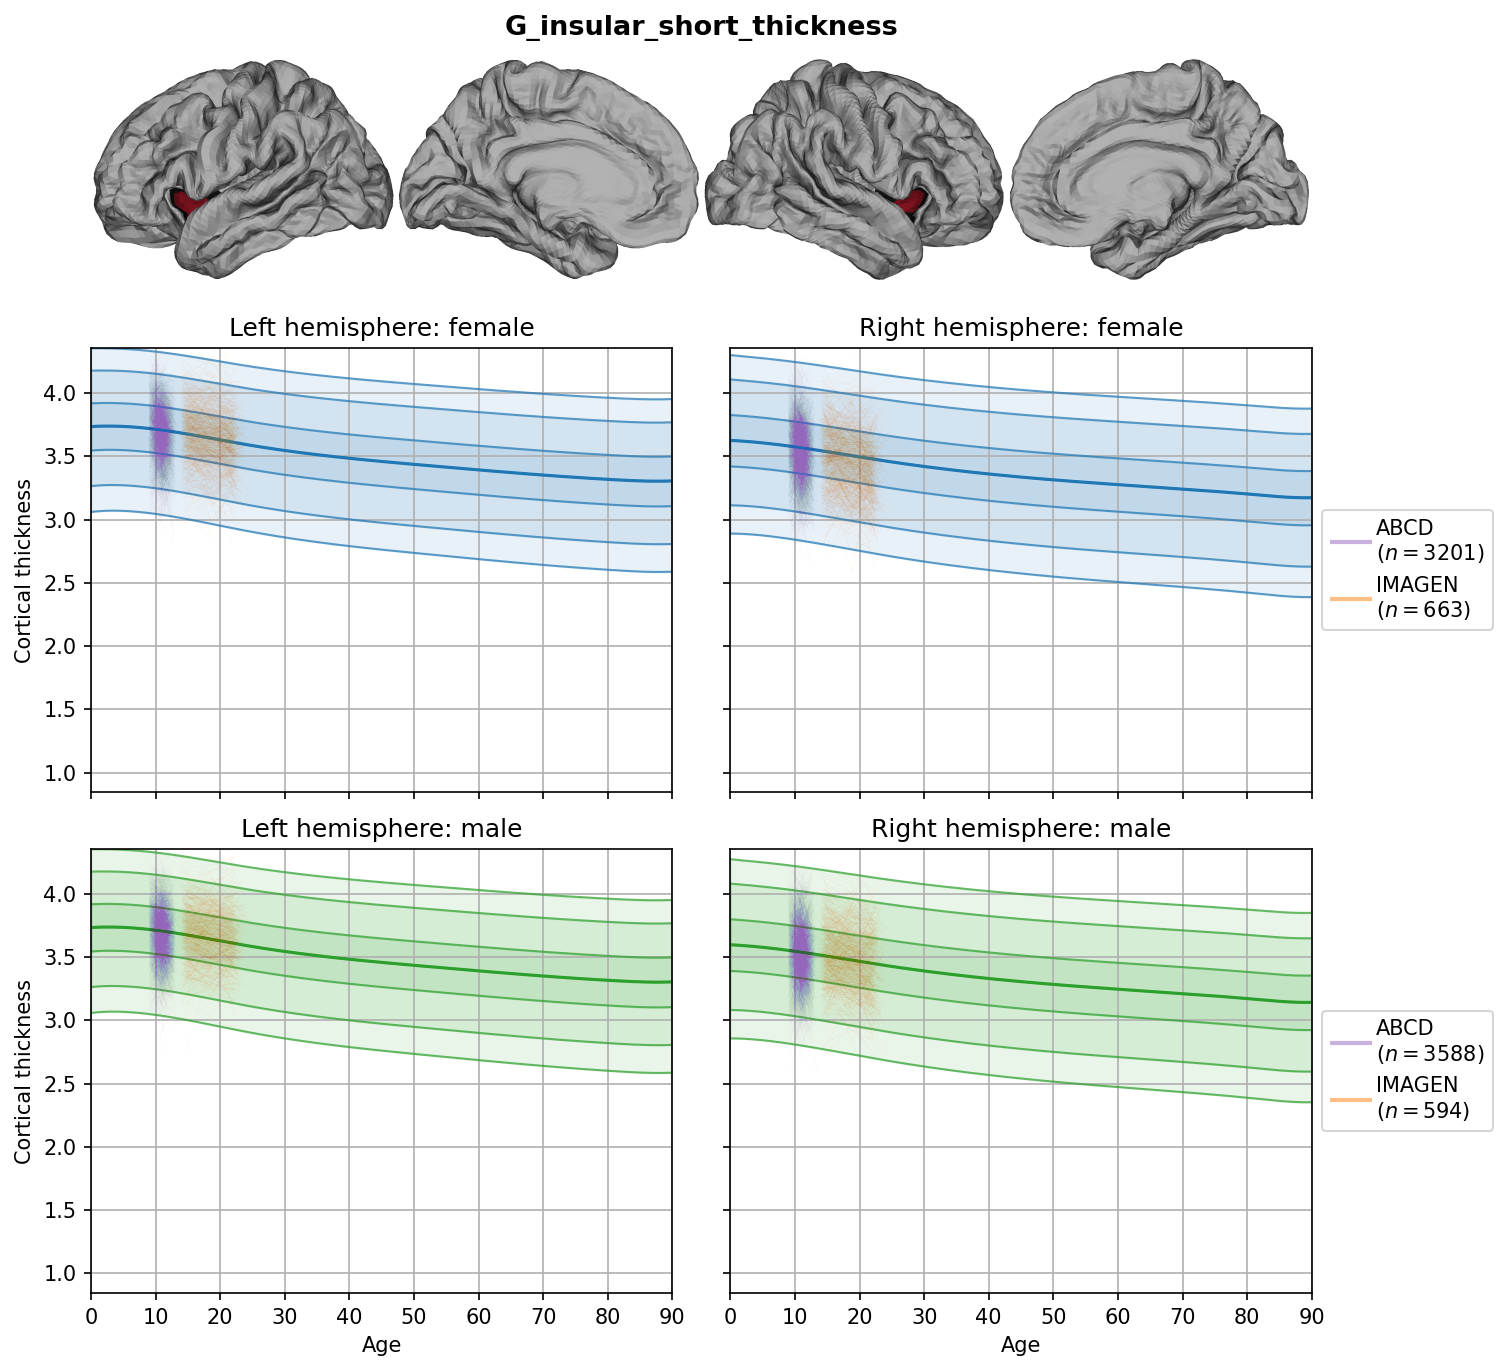 G_insular_short_thickness
Left hemisphere: female
Right hemisphere: female
Cortical thickness
4.0
3.5
3.0
2.5
2.0
1.5
1.0
ABCD
(n = 3201)
IMAGEN
(n = 663)
Left hemisphere: male
Right hemisphere: male
Cortical thickness
4.0
3.5
3.0
2.5
2.0
1.5
1.0
ABCD
(n = 3588)
IMAGEN
(n = 594)
0 10 20 30 40 50 60 70 80 90
0 10 20 30 40 50 60 70 80 90
Age
Age